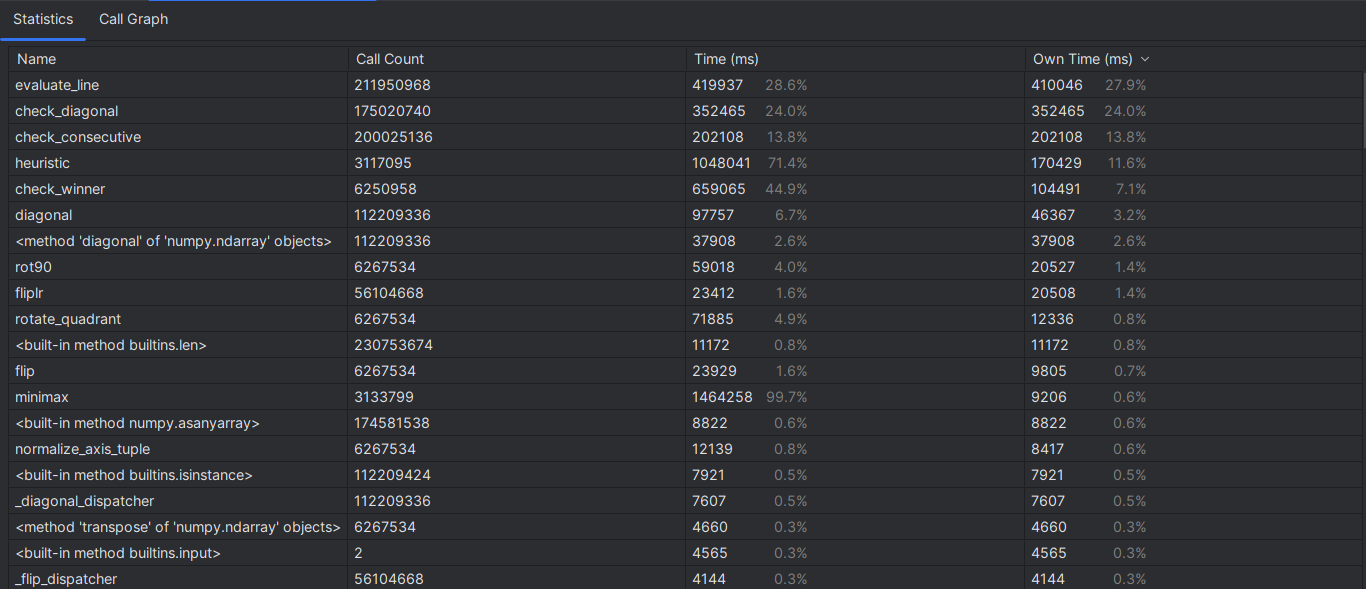 Statistics Call Graph
Name Call Count Time (ms) Own Time (ms)
evaluate_line 211950968 419937 28.6% 410046 27.9%
check_diagonal 175020740 352465 24.0% 352465 24.0%
check_consecutive 200025136 202108 13.8% 202108 13.8%
heuristic 3117095 1048041 71.4% 170429 11.6%
check_winner 6250958 659065 44.9% 104491 7.1%
diagonal 112209336 97757 6.7% 46367 3.2%
<method 'diagonal' of 'numpy.ndarray' objects> 112209336 37908 2.6% 37908 2.6%
rot90 6267534 59018 4.0% 20527 1.4%
fliplr 56104668 23412 1.6% 20508 1.4%
rotate_quadrant 6267534 71885 4.9% 12336 0.8%
<built-in method builtins.len> 230753674 11172 0.8% 11172 0.8%
flip 6267534 23929 1.6% 9805 0.7%
minimax 3133799 1464258 99.7% 9206 0.6%
<built-in method numpy.asanyarray> 174581538 8822 0.6% 8822 0.6%
normalize_axis_tuple 6267534 12139 0.8% 8417 0.6%
<built-in method builtins.isinstance> 112209424 7921 0.5% 7921 0.5%
_diagonal_dispatcher 112209336 7607 0.5% 7607 0.5%
<method 'transpose' of 'numpy.ndarray' objects> 6267534 4660 0.3% 4660 0.3%
<built-in method builtins.input> 2 4565 0.3% 4565 0.3%
_flip_dispatcher 56104668 4144 0.3% 4144 0.3%